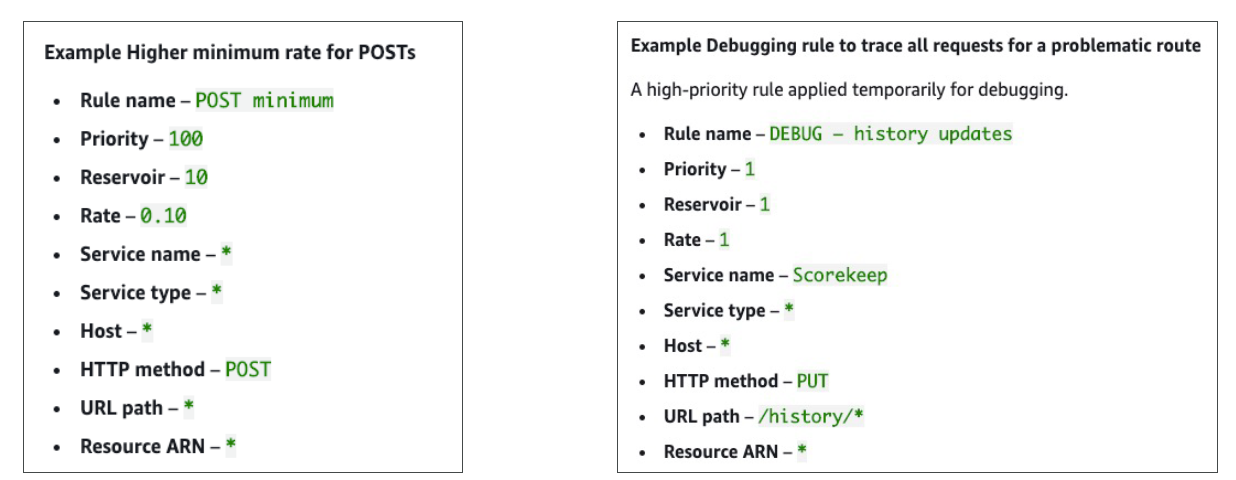 Example Higher minimum rate for POSTs
• Rule name – POST minimum
• Priority – 100
• Reservoir – 10
• Rate – 0.10
• Service name – *
• Service type – *
• Host – *
• HTTP method – POST
• URL path – *
• Resource ARN – *
Example Debugging rule to trace all requests for a problematic route
A high-priority rule applied temporarily for debugging.
• Rule name – DEBUG – history updates
• Priority – 1
• Reservoir – 1
• Rate – 1
• Service name – Scorekeep
• Service type – *
• Host – *
• HTTP method – PUT
• URL path – /history/*
• Resource ARN – *